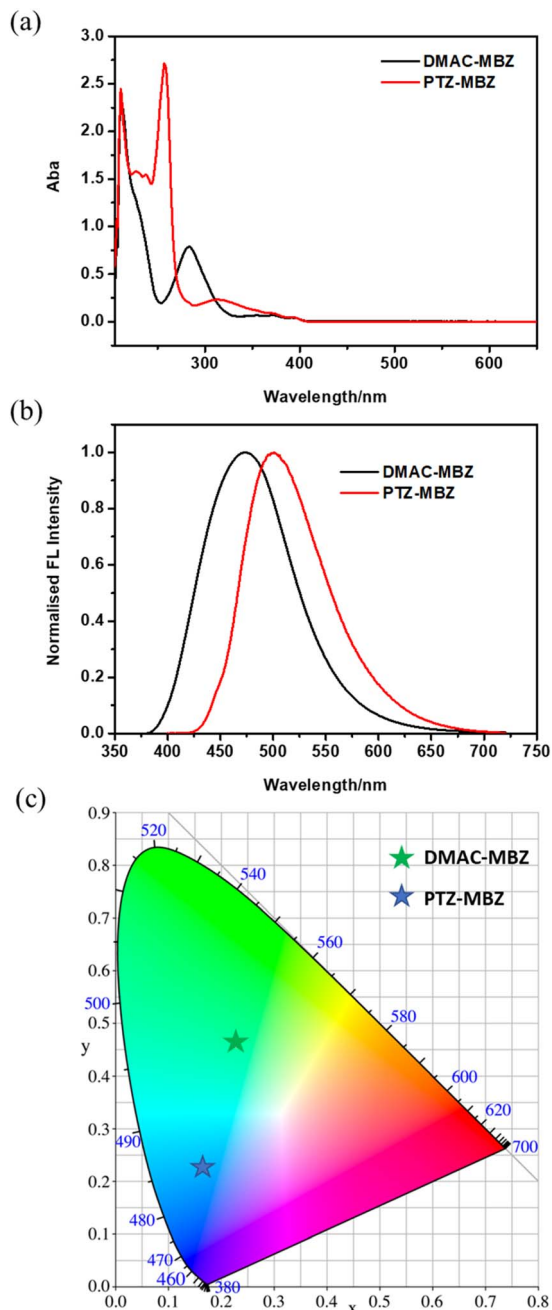 (a)
3.0
2.5
2.0
1.5
1.0
0.5
0.0
Aba
DMAC-MBZ
PTZ-MBZ
300 400 500 600
Wavelength/nm
(b)
1.0
0.8
0.6
0.4
0.2
0.0
Normalised FL Intensity
DMAC-MBZ
PTZ-MBZ
350 400 450 500 550 600 650 700 750
Wavelength/nm
(c)
0.9
0.8
0.7
0.6
0.5
0.4
0.3
0.2
0.1
0.0
y
DMAC-MBZ
PTZ-MBZ
520
540
560
500
580
600
620
490
700
480
470
460
380
0.0 0.1 0.2 0.3 0.4 0.5 0.6 0.7 0.8
x